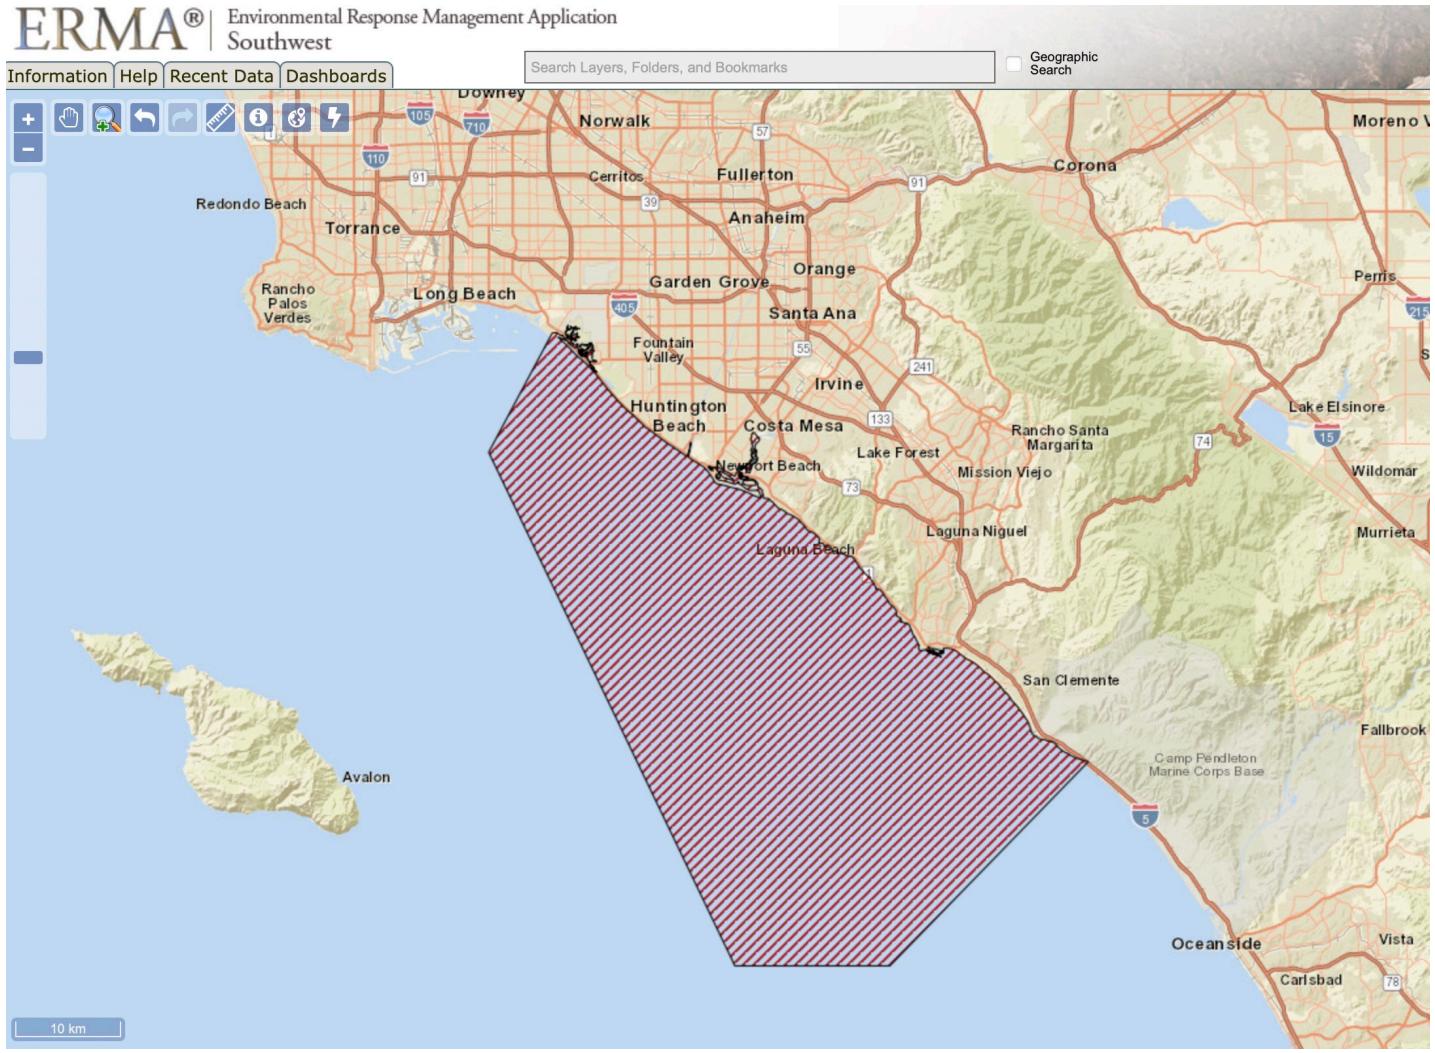 ERMA®
Environmental Response Management Application
Southwest
Information
Help
Recent Data
Dashboards
Search Layers, Folders, and Bookmarks
Geographic
Search
+
−
Downey
105
710
Norwalk
57
Moreno V
1
110
91
Cerritos
Fullerton
91
Corona
Redondo Beach
39
Anaheim
Torrance
Orange
Perris
Rancho
Palos
Verdes
Long Beach
Garden Grove
405
Santa Ana
215
Fountain
Valley
55
S
Irvine
241
Huntington
Beach
Costa Mesa
133
Lake Elsinore
Rancho Santa
Margarita
74
15
Lake Forest
Newport Beach
Mission Viejo
Wildomar
73
Laguna Niguel
Murrieta
Laguna Beach
1
San Clemente
Fallbrook
Avalon
Camp Pendleton
Marine Corps Base
5
Oceanside
Vista
Carlsbad
78
10 km